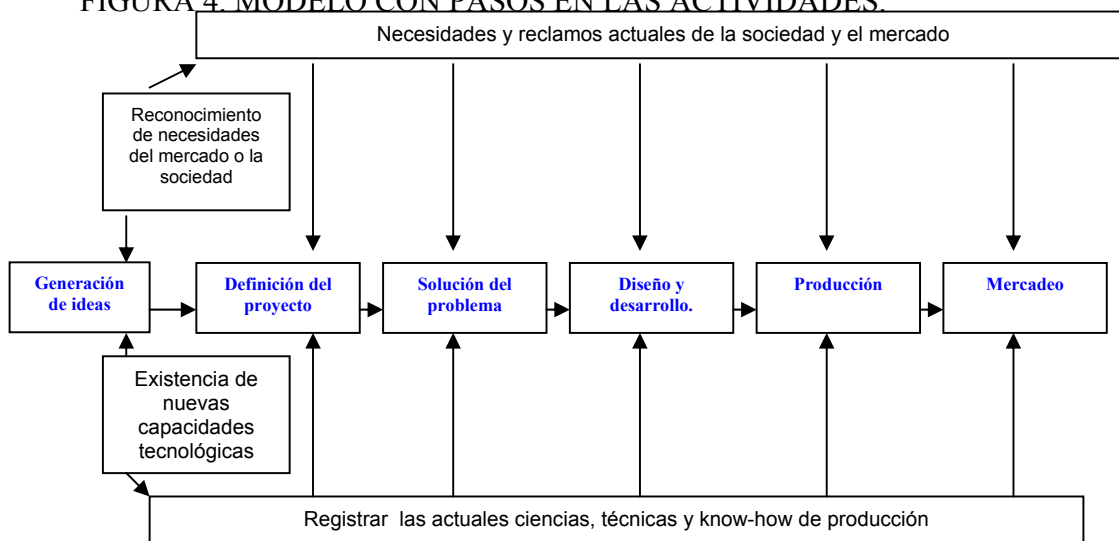 FIGURA 4. MODELO CON PASOS EN LAS ACTIVIDADES.
Necesidades y reclamos actuales de la sociedad y el mercado
Reconocimiento
de necesidades
del mercado o la
sociedad
Generación
de ideas
Definición del
proyecto
Solución del
problema
Diseño y
desarrollo.
Producción
Mercadeo
Existencia de
nuevas
capacidades
tecnológicas
Registrar las actuales ciencias, técnicas y know-how de producción